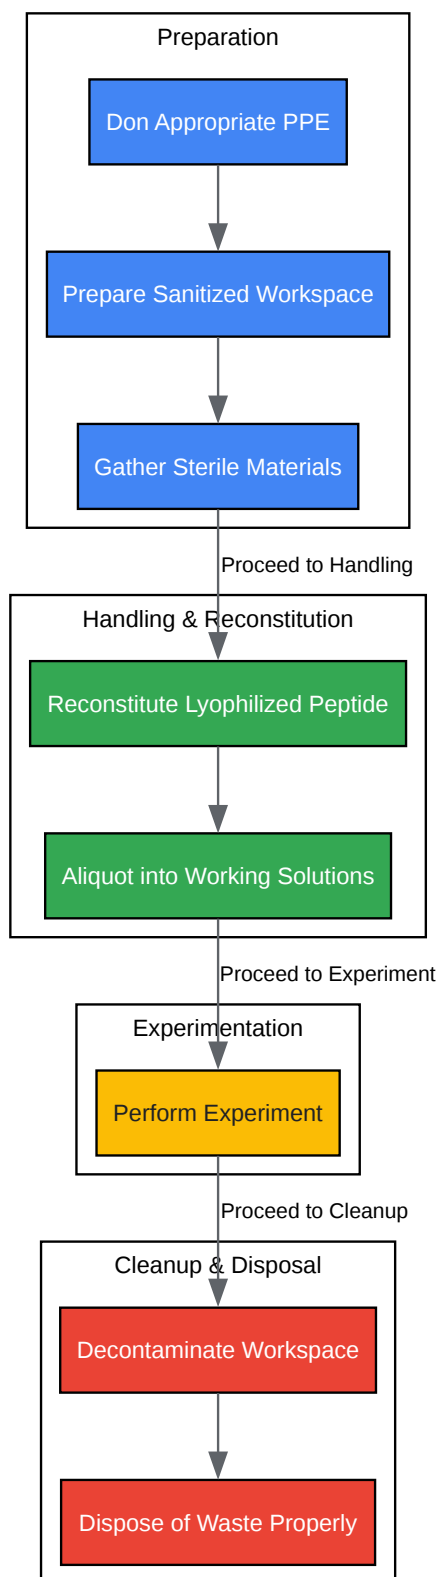 Preparation
Don Appropriate PPE
Prepare Sanitized Workspace
Gather Sterile Materials
Proceed to Handling
Handling & Reconstitution
Reconstitute Lyophilized Peptide
Aliquot into Working Solutions
Proceed to Experiment
Experimentation
Perform Experiment
Proceed to Cleanup
Cleanup & Disposal
Decontaminate Workspace
Dispose of Waste Properly